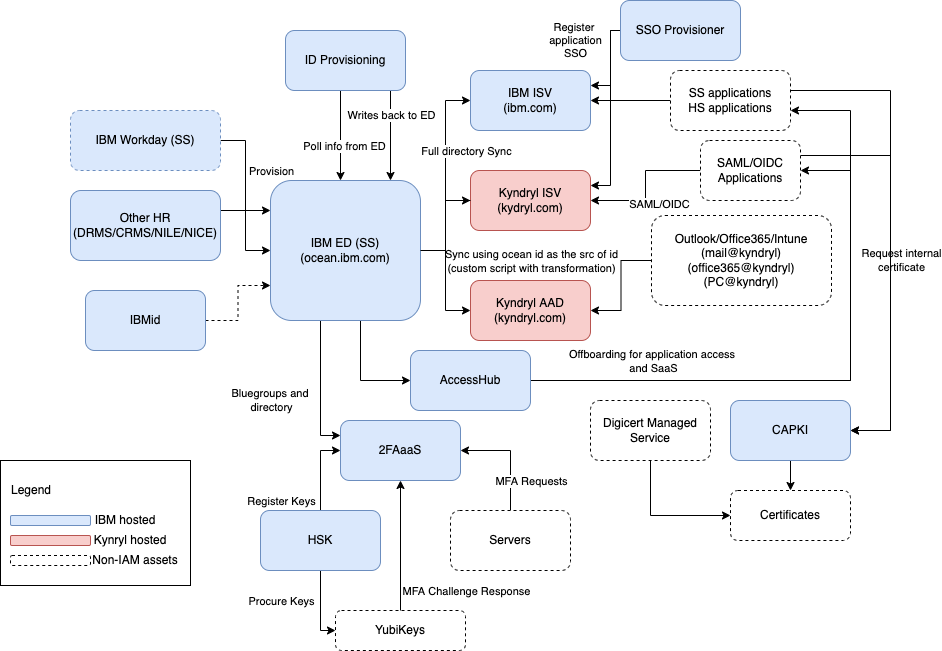 SSO Provisioner
Register
application
SSO
ID Provisioning
IBM ISV
(ibm.com)
SS applications
HS applications
Writes back to ED
IBM Workday (SS)
Poll info from ED
Full directory Sync
Provision
SAML/OIDC
Applications
Kyndryl ISV
(kydryl.com)
SAML/OIDC
Other HR
(DRMS/CRMS/NILE/NICE)
IBM ED (SS)
(ocean.ibm.com)
Outlook/Office365/Intune
(mail@kyndryl)
(office365@kyndryl)
(PC@kyndryl)
Sync using ocean id as the src of id
(custom script with transformation)
Request internal
certificate
Kyndryl AAD
(kyndryl.com)
IBMid
Offboarding for application access
and SaaS
AccessHub
Bluegroups and
directory
Digicert Managed
Service
CAPKI
2FAaaS
MFA Requests
Legend
IBM hosted
Kynryl hosted
Non-IAM assets
Register Keys
HSK
Servers
Certificates
MFA Challenge Response
Procure Keys
YubiKeys